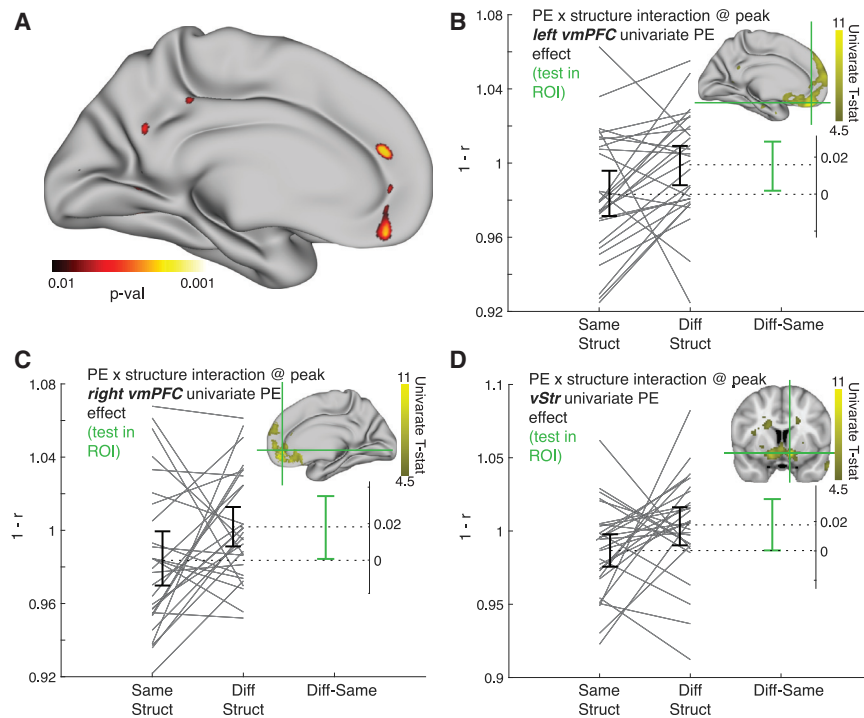 A
0.01
0.001
p-val
B
PE x structure interaction @ peak
left vmPFC univariate PE
effect
(test in
ROI)
1.08
1.04
1
0.96
0.92
1 - r
11
Univarate T-stat
4.5
0.02
0
Same
Struct
Diff
Struct
Diff-Same
C
PE x structure interaction @ peak
right vmPFC univariate PE
effect
(test in
ROI)
1.08
1.04
1
0.96
0.92
1 - r
11
Univarate T-stat
4.5
0.02
0
Same
Struct
Diff
Struct
Diff-Same
D
PE x structure interaction @ peak
vStr univariate PE
effect
(test in
ROI)
1.1
1.05
1
0.95
0.9
1 - r
11
Univarate T-stat
4.5
0.02
0
Same
Struct
Diff
Struct
Diff-Same